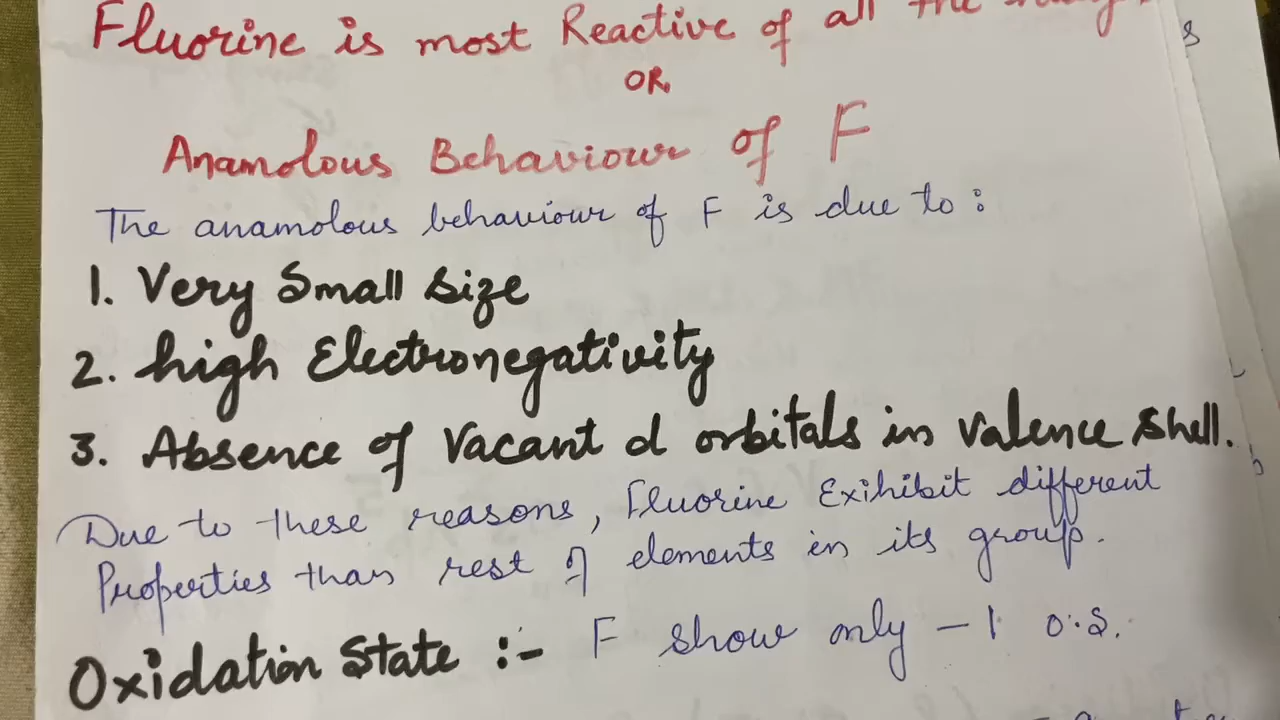 Fluorine is most Reactive of all the
OR
Anamolous Behaviour of F
The anamolous behaviour of F is due to:
1. Very Small Size
2. high Electronegativity
3. Absence of Vacant d orbitals in Valence Shell.
Due to these reasons, Fluorine Exihibit different
Properties than rest of elements in its group.
Oxidation State :- F show only -1 o.s.